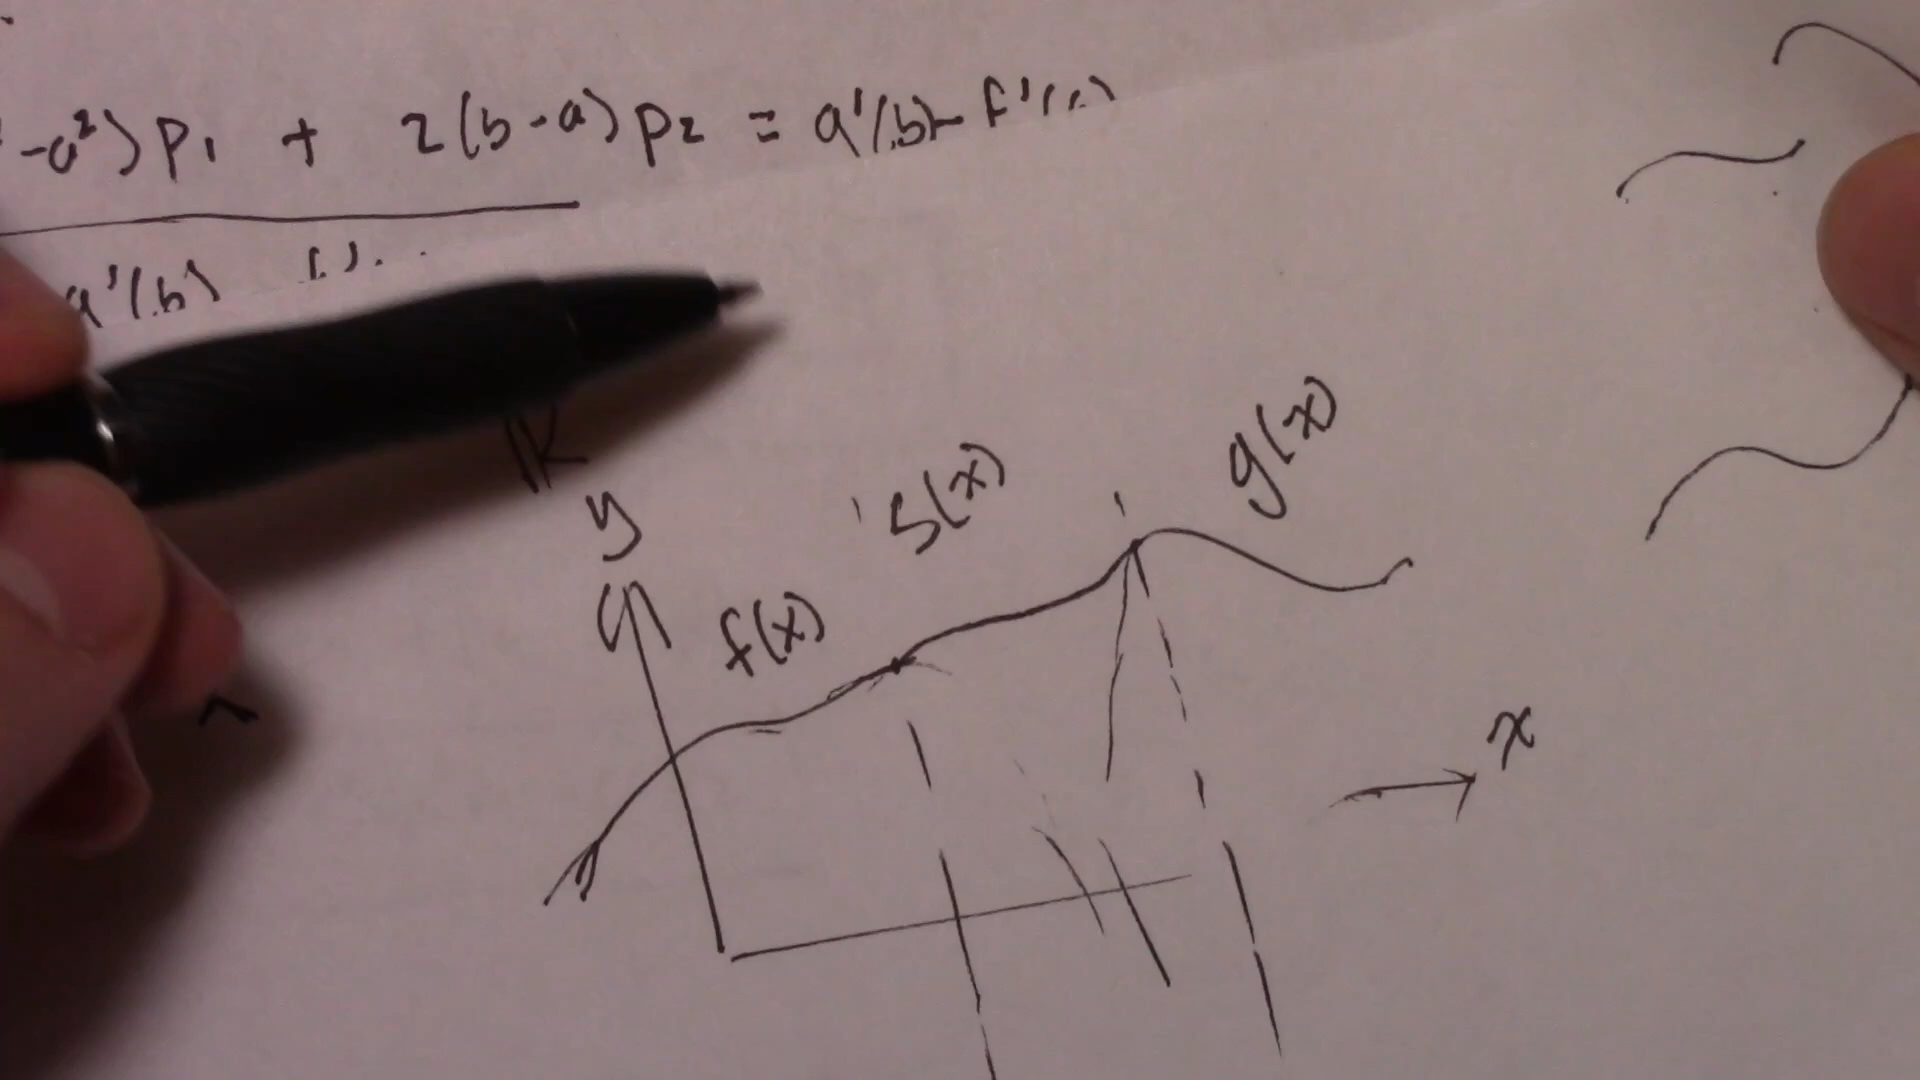 -a²)p₁ + 2(b-a)p₂ = g'(b)-f'(
g'(b)
y
f(x)
S(x)
g(x)
x